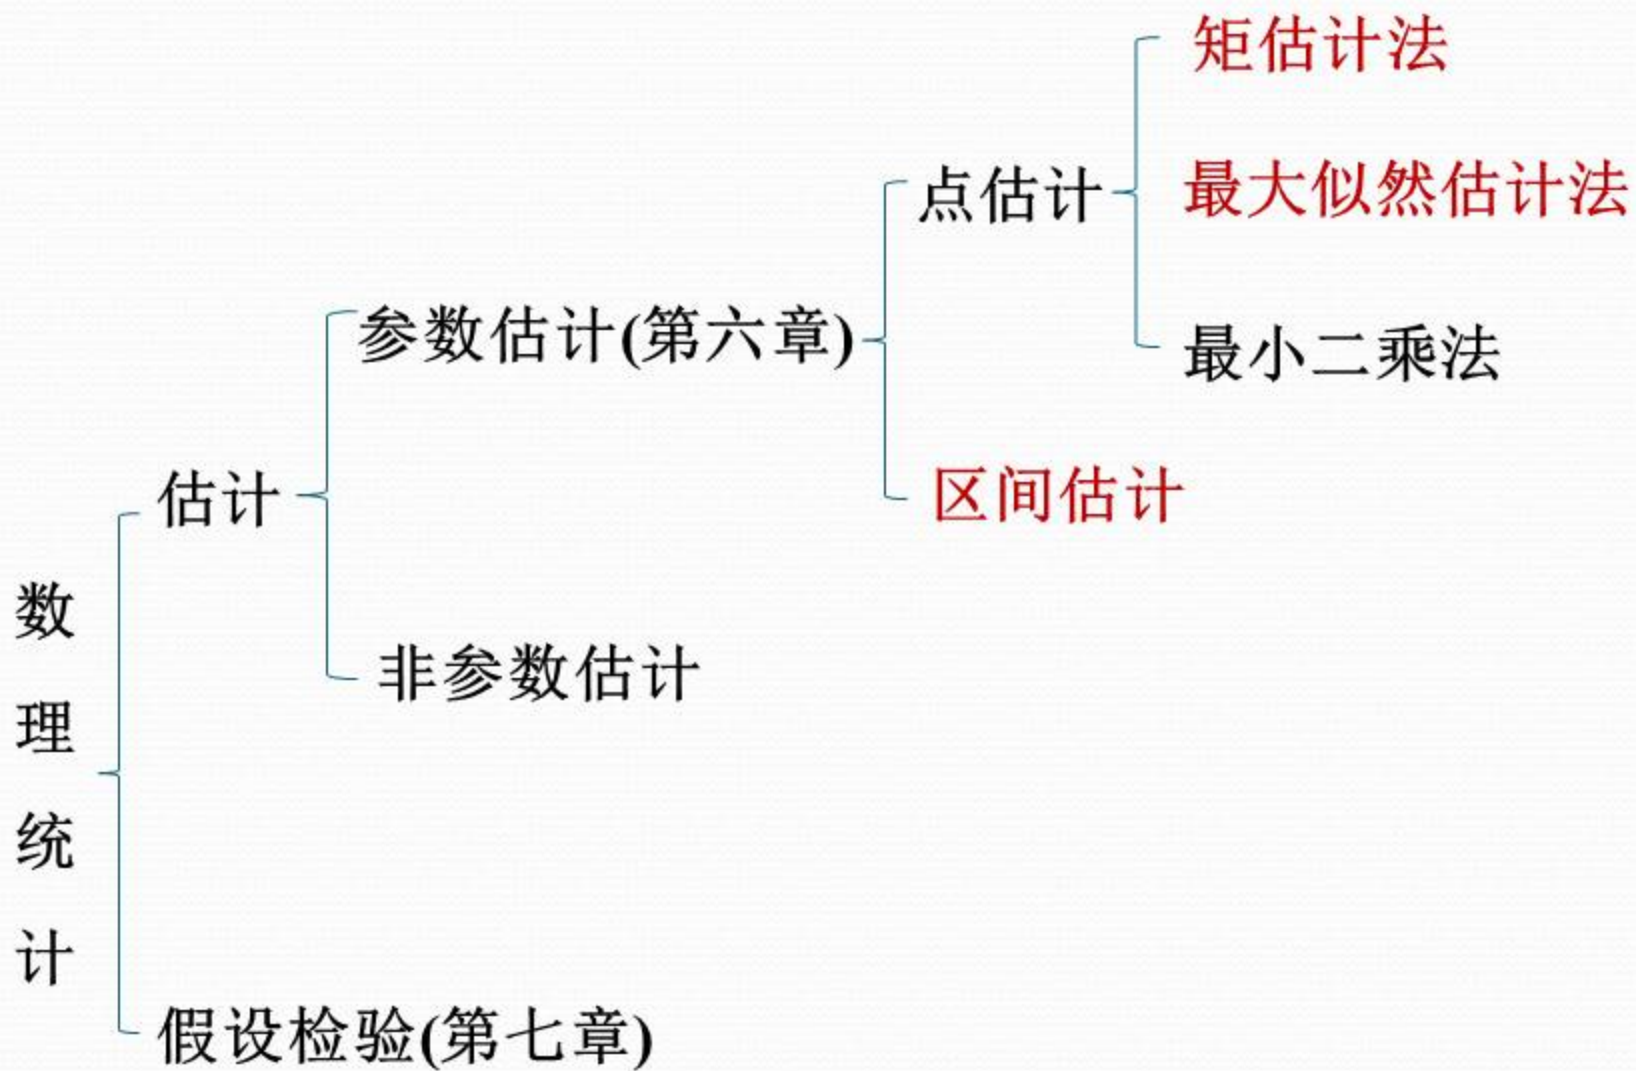 数理统计
估计
参数估计(第六章)
点估计
矩估计法
最大似然估计法
最小二乘法
区间估计
非参数估计
假设检验(第七章)